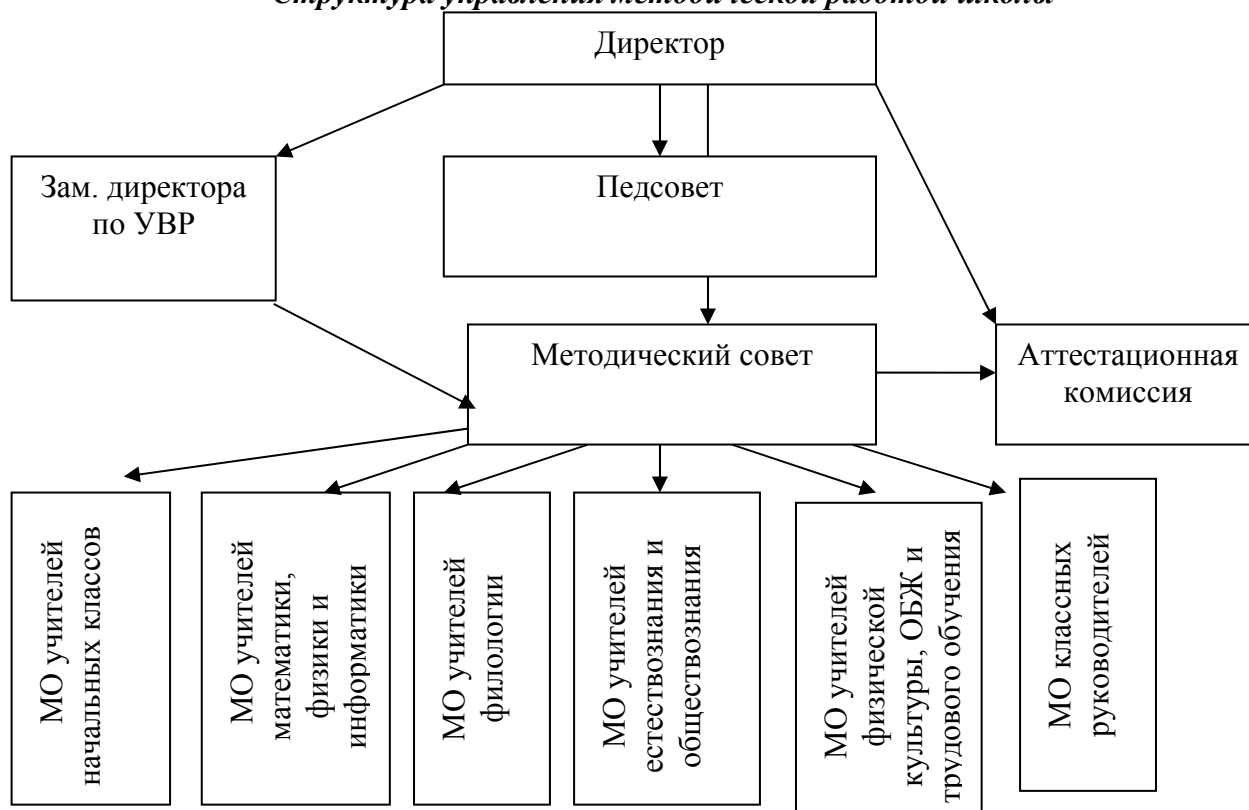 Структура управления методической работой школы
Директор
Зам. директора
по УВР
Педсовет
Методический совет
Аттестационная
комиссия
МО учителей
начальных классов
МО учителей
математики,
физики и
информатики
МО учителей
филологии
МО учителей
естествознания и
обществознания
МО учителей
физической
культуры, ОБЖ и
трудового обучения
МО классных
руководителей